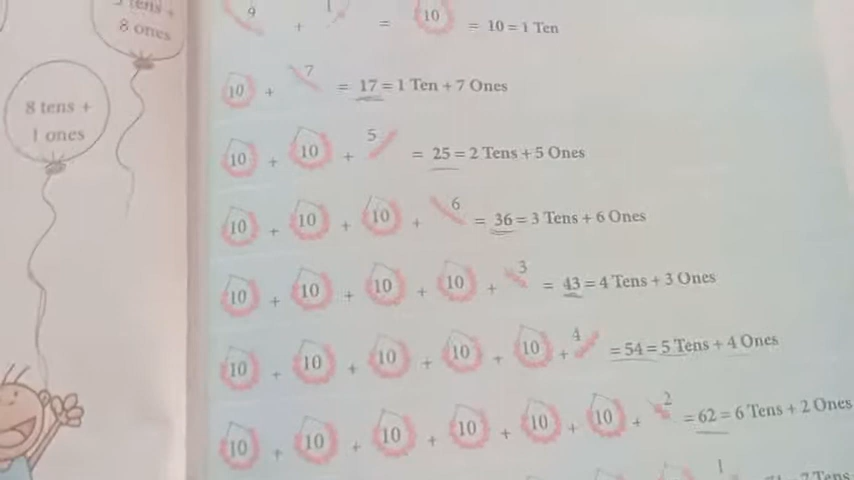 8 ones
8 tens +
1 ones
9 + 1 = 10 = 10 = 1 Ten
10 + 7 = 17 = 1 Ten + 7 Ones
10 + 10 + 5 = 25 = 2 Tens + 5 Ones
10 + 10 + 10 + 6 = 36 = 3 Tens + 6 Ones
10 + 10 + 10 + 10 + 3 = 43 = 4 Tens + 3 Ones
10 + 10 + 10 + 10 + 10 + 4 = 54 = 5 Tens + 4 Ones
10 + 10 + 10 + 10 + 10 + 10 + 2 = 62 = 6 Tens + 2 Ones
1